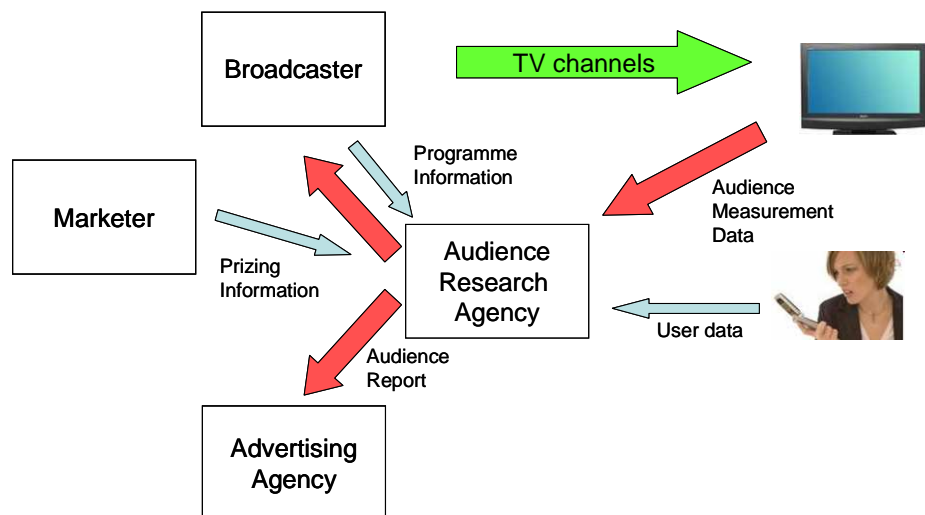 Broadcaster
TV channels
Programme
Information
Marketer
Audience
Measurement
Data
Prizing
Information
Audience
Research
Agency
User data
Audience
Report
Advertising
Agency